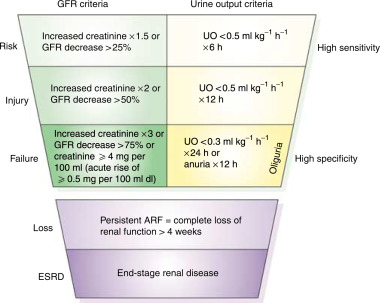 GFR criteria
Urine output criteria
Risk
Increased creatinine ×1.5 or
GFR decrease >25%
UO <0.5 ml kg⁻¹ h⁻¹
×6 h
High sensitivity
Injury
Increased creatinine ×2 or
GFR decrease >50%
UO <0.5 ml kg⁻¹ h⁻¹
×12 h
Failure
Increased creatinine ×3 or
GFR decrease >75% or
creatinine ⩾ 4 mg per
100 ml (acute rise of
⩾ 0.5 mg per 100 ml dl)
UO <0.3 ml kg⁻¹ h⁻¹
×24 h or
anuria ×12 h
Oliguria
High specificity
Loss
Persistent ARF = complete loss of
renal function > 4 weeks
ESRD
End-stage renal disease